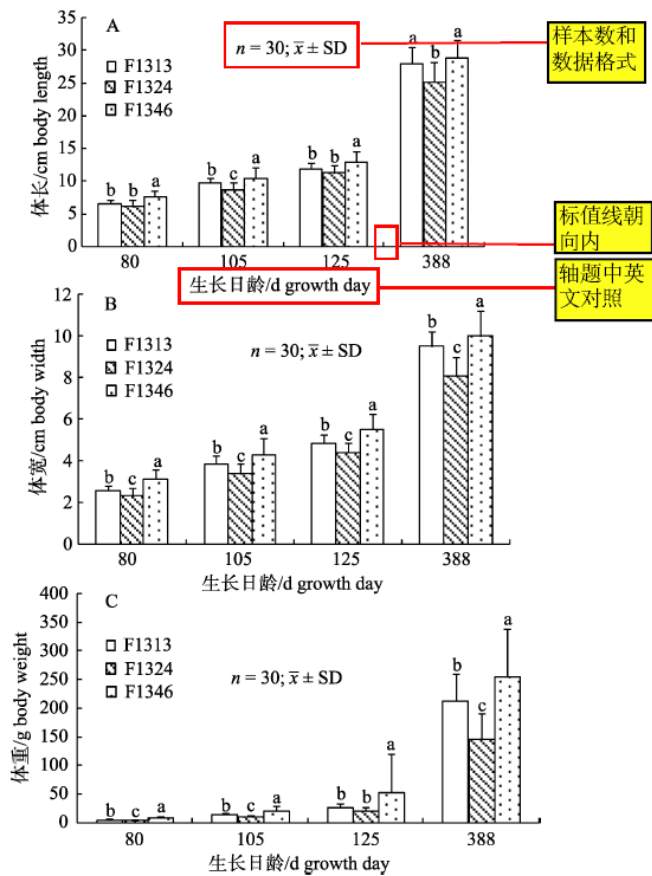 A
n = 30; x̄ ± SD
样本数和
数据格式
F1313
F1324
F1346
体长/cm body length
35
30
25
20
15
10
5
0
b b a
b c a
b b a
a b a
80 105 125 388
标值线朝
向内
生长日龄/d growth day
轴题中英
文对照
B
n = 30; x̄ ± SD
F1313
F1324
F1346
体宽/cm body width
12
10
8
6
4
2
0
b c a
b c a
b c a
b c a
80 105 125 388
生长日龄/d growth day
C
F1313
F1324
F1346
n = 30; x̄ ± SD
体重/g body weight
400
350
300
250
200
150
100
50
0
b c a
b c a
b b a
b c a
80 105 125 388
生长日龄/d growth day